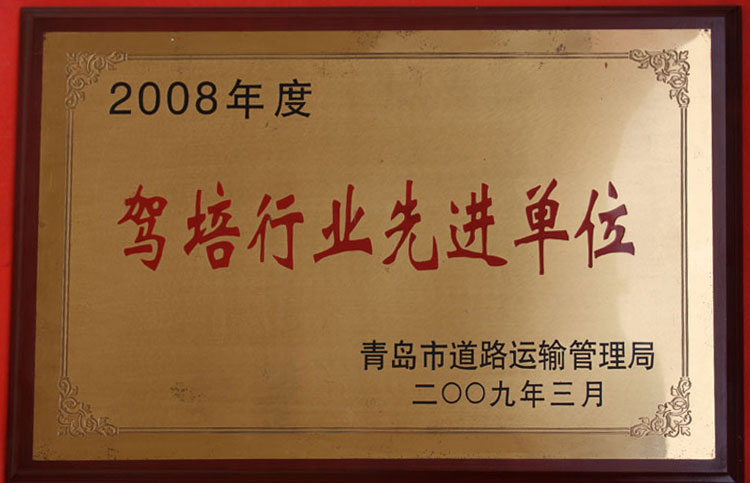 2008年度
驾培行业先进单位
青岛市道路运输管理局
二〇〇九年三月